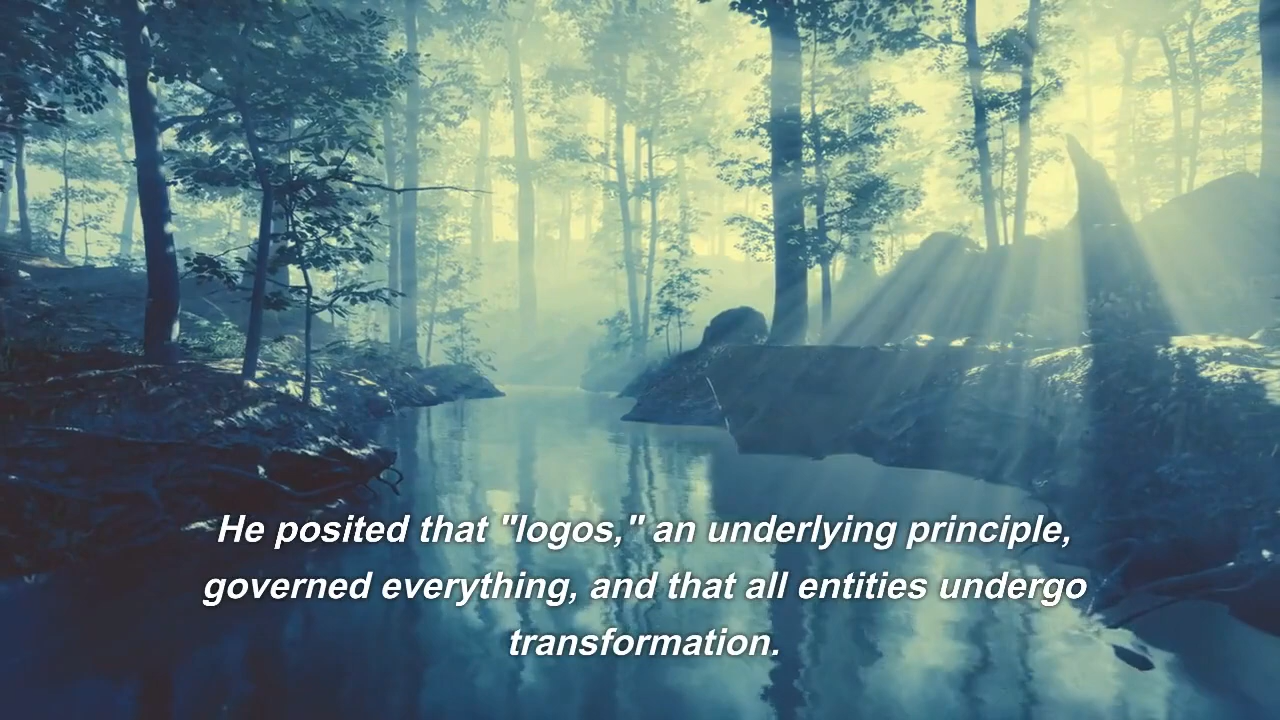 He posited that "logos," an underlying principle,
governed everything, and that all entities undergo
transformation.